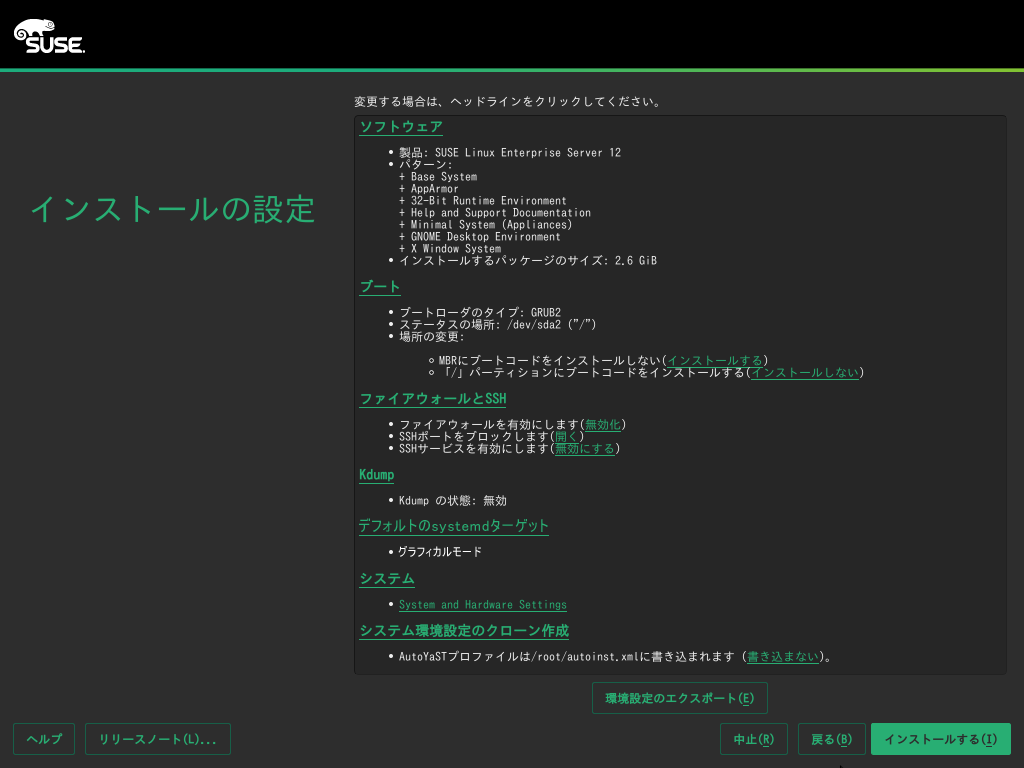 SUSE.
変更する場合は、ヘッドラインをクリックしてください。
インストールの設定
ソフトウェア
• 製品: SUSE Linux Enterprise Server 12
• パターン:
+ Base System
+ AppArmor
+ 32-Bit Runtime Environment
+ Help and Support Documentation
+ Minimal System (Appliances)
+ GNOME Desktop Environment
+ X Window System
• インストールするパッケージのサイズ: 2.6 GiB
ブート
• ブートローダのタイプ: GRUB2
• ステータスの場所: /dev/sda2 ("/")
• 場所の変更:
○ MBRにブートコードをインストールしない(インストールする)
○ 「/」パーティションにブートコードをインストールする(インストールしない)
ファイアウォールとSSH
• ファイアウォールを有効にします(無効化)
• SSHポートをブロックします(開く)
• SSHサービスを有効にします(無効にする)
Kdump
• Kdump の状態: 無効
デフォルトのsystemdターゲット
• グラフィカルモード
システム
• System and Hardware Settings
システム環境設定のクローン作成
• AutoYaSTプロファイルは/root/autoinst.xmlに書き込まれます (書き込まない)。
環境設定のエクスポート(E)
ヘルプ リリースノート(L)... 中止(R) 戻る(B) インストールする(I)